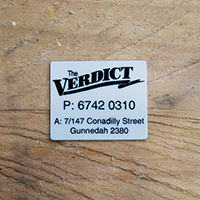 The
VERDICT
P: 6742 0310
A: 7/147 Conadilly Street
Gunnedah 2380